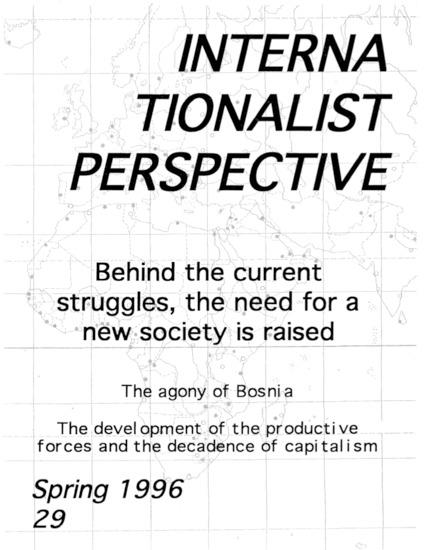 INTERNA
TIONALIST
PERSPECTIVE
Behind the current
struggles, the need for a
new society is raised
The agony of Bosnia
The development of the productive
forces and the decadence of capitalism
Spring 1996
29